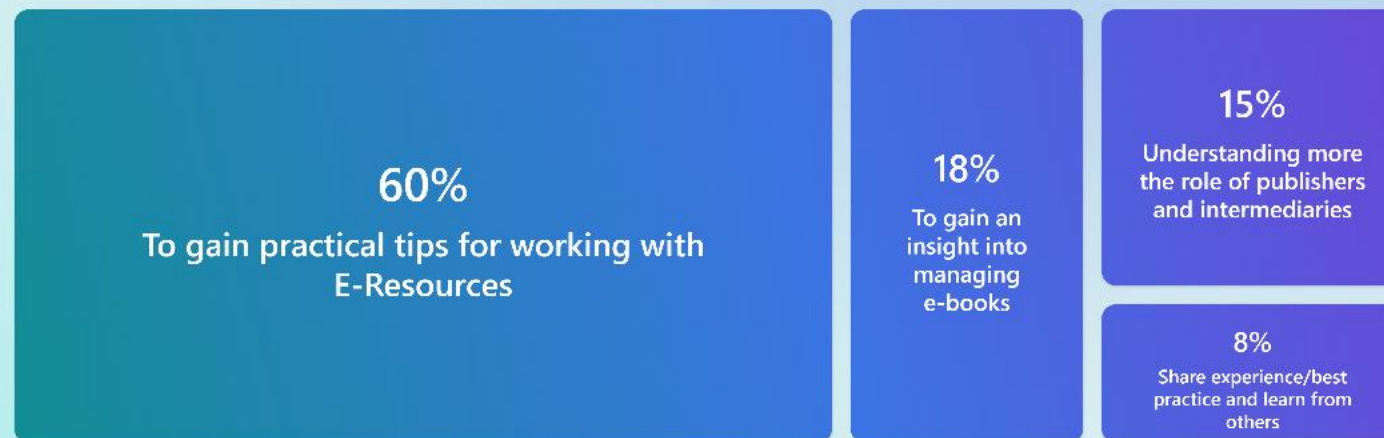 60%
To gain practical tips for working with
E-Resources
18%
To gain an
insight into
managing
e-books
15%
Understanding more
the role of publishers
and intermediaries
8%
Share experience/best
practice and learn from
others